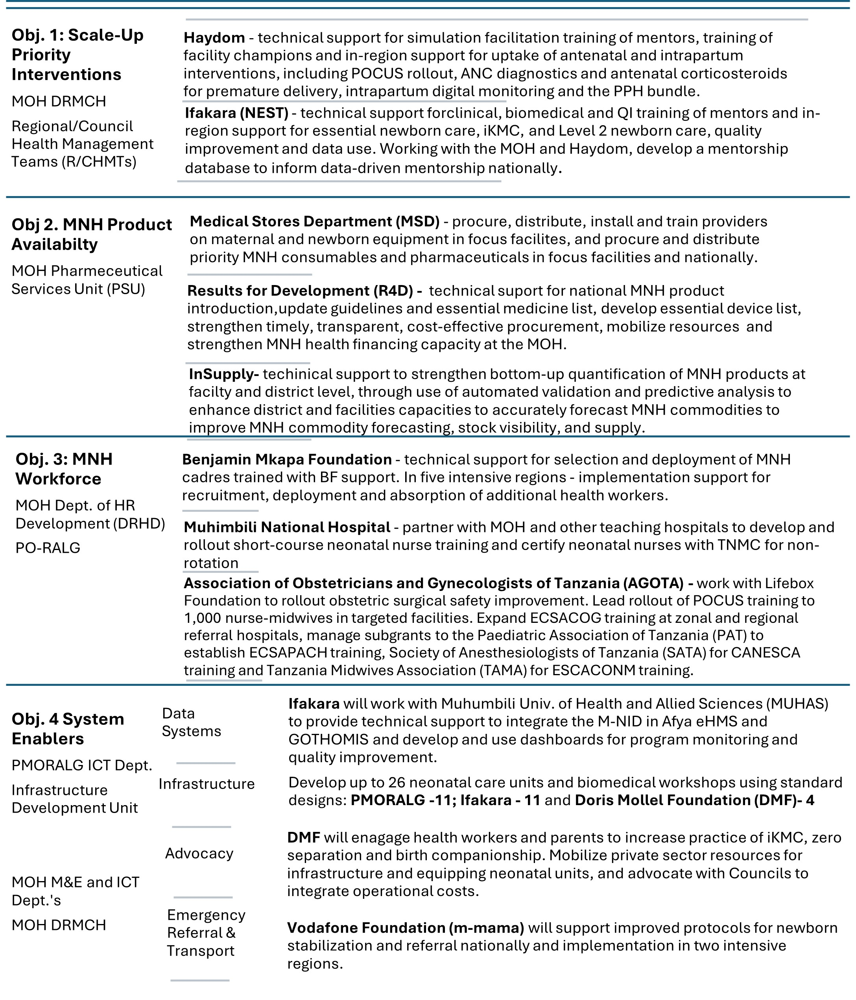 Obj. 1: Scale-Up
Priority
Interventions
MOH DRMCH
Regional/Council
Health Management
Teams (R/CHMTs)
Haydom - technical support for simulation facilitation training of mentors, training of
facility champions and in-region support for uptake of antenatal and intrapartum
interventions, including POCUS rollout, ANC diagnostics and antenatal corticosteroids
for premature delivery, intrapartum digital monitoring and the PPH bundle.
Ifakara (NEST) - technical support forclinical, biomedical and QI training of mentors and in-
region support for essential newborn care, iKMC, and Level 2 newborn care, quality
improvement and data use. Working with the MOH and Haydom, develop a mentorship
database to inform data-driven mentorship nationally.
Obj 2. MNH Product
Availabilty
MOH Pharmeceutical
Services Unit (PSU)
Medical Stores Department (MSD) - procure, distribute, install and train providers
on maternal and newborn equipment in focus facilites, and procure and distribute
priority MNH consumables and pharmaceuticals in focus facilities and nationally.
Results for Development (R4D) - technical suport for national MNH product
introduction,update guidelines and essential medicine list, develop essential device list,
strengthen timely, transparent, cost-effective procurement, mobilize resources and
strengthen MNH health financing capacity at the MOH.
InSupply- techinical support to strengthen bottom-up quantification of MNH products at
facilty and district level, through use of automated validation and predictive analysis to
enhance district and facilities capacities to accurately forecast MNH commodities to
improve MNH commodity forecasting, stock visibility, and supply.
Obj. 3: MNH
Workforce
MOH Dept. of HR
Development (DRHD)
PO-RALG
Benjamin Mkapa Foundation - technical support for selection and deployment of MNH
cadres trained with BF support. In five intensive regions - implementation support for
recruitment, deployment and absorption of additional health workers.
Muhimbili National Hospital - partner with MOH and other teaching hospitals to develop and
rollout short-course neonatal nurse training and certify neonatal nurses with TNMC for non-
rotation
Association of Obstetricians and Gynecologists of Tanzania (AGOTA) - work with Lifebox
Foundation to rollout obstetric surgical safety improvement. Lead rollout of POCUS training to
1,000 nurse-midwives in targeted facilities. Expand ECSACOG training at zonal and regional
referral hospitals, manage subgrants to the Paediatric Association of Tanzania (PAT) to
establish ECSAPACH training, Society of Anesthesiologists of Tanzania (SATA) for CANESCA
training and Tanzania Midwives Association (TAMA) for ESCACONM training.
Obj. 4 System
Enablers
PMORALG ICT Dept.
Infrastructure
Development Unit
MOH M&E and ICT
Dept.'s
MOH DRMCH
Data
Systems
Ifakara will work with Muhumbili Univ. of Health and Allied Sciences (MUHAS)
to provide technical support to integrate the M-NID in Afya eHMS and
GOTHOMIS and develop and use dashboards for program monitoring and
quality improvement.
Infrastructure
Develop up to 26 neonatal care units and biomedical workshops using standard
designs: PMORALG -11; Ifakara - 11 and Doris Mollel Foundation (DMF)- 4
Advocacy
DMF will enagage health workers and parents to increase practice of iKMC, zero
separation and birth companionship. Mobilize private sector resources for
infrastructure and equipping neonatal units, and advocate with Councils to
integrate operational costs.
Emergency
Referral &
Transport
Vodafone Foundation (m-mama) will support improved protocols for newborn
stabilization and referral nationally and implementation in two intensive
regions.